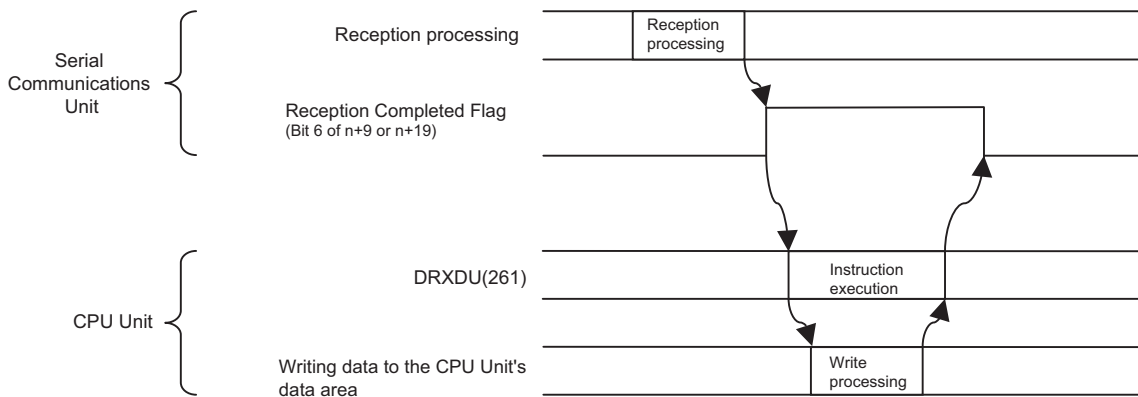 Serial
Communications
Unit
Reception processing
Reception
processing
Reception Completed Flag
(Bit 6 of n+9 or n+19)
CPU Unit
DRXDU(261)
Instruction
execution
Writing data to the CPU Unit's
data area
Write
processing